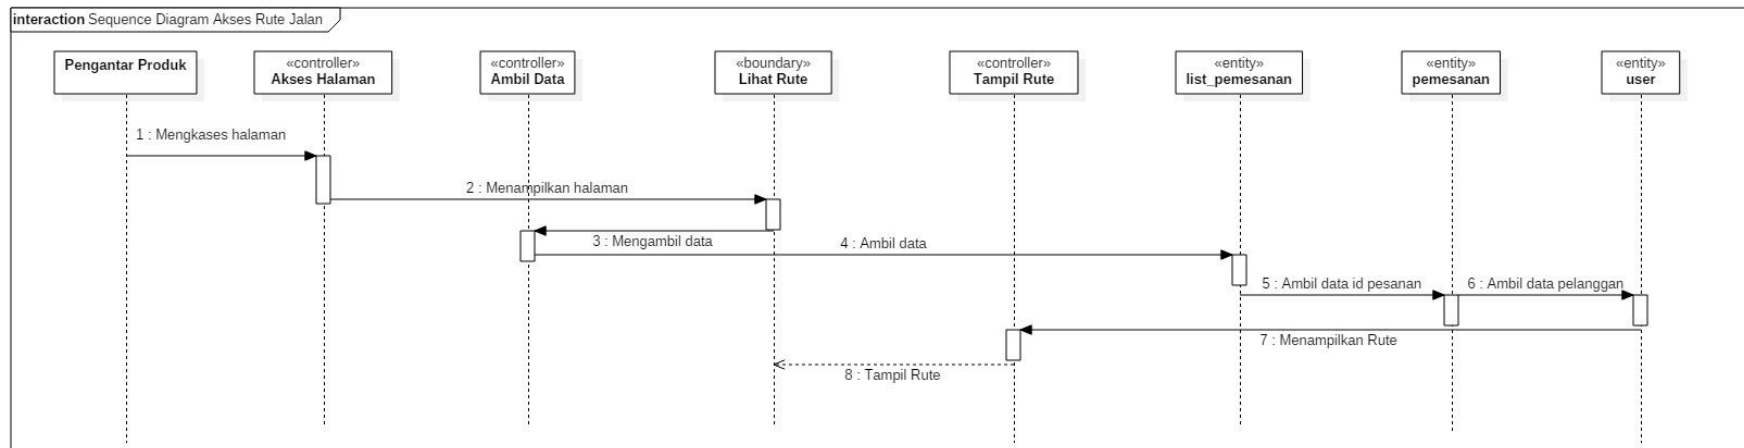 interaction Sequence Diagram Akses Rute Jalan
Pengantar Produk
«controller»
Akses Halaman
«controller»
Ambil Data
«boundary»
Lihat Rute
«controller»
Tampil Rute
«entity»
list_pemesanan
«entity»
pemesanan
«entity»
user
1 : Mengkases halaman
2 : Menampilkan halaman
3 : Mengambil data
4 : Ambil data
5 : Ambil data id pesanan
6 : Ambil data pelanggan
7 : Menampilkan Rute
8 : Tampil Rute